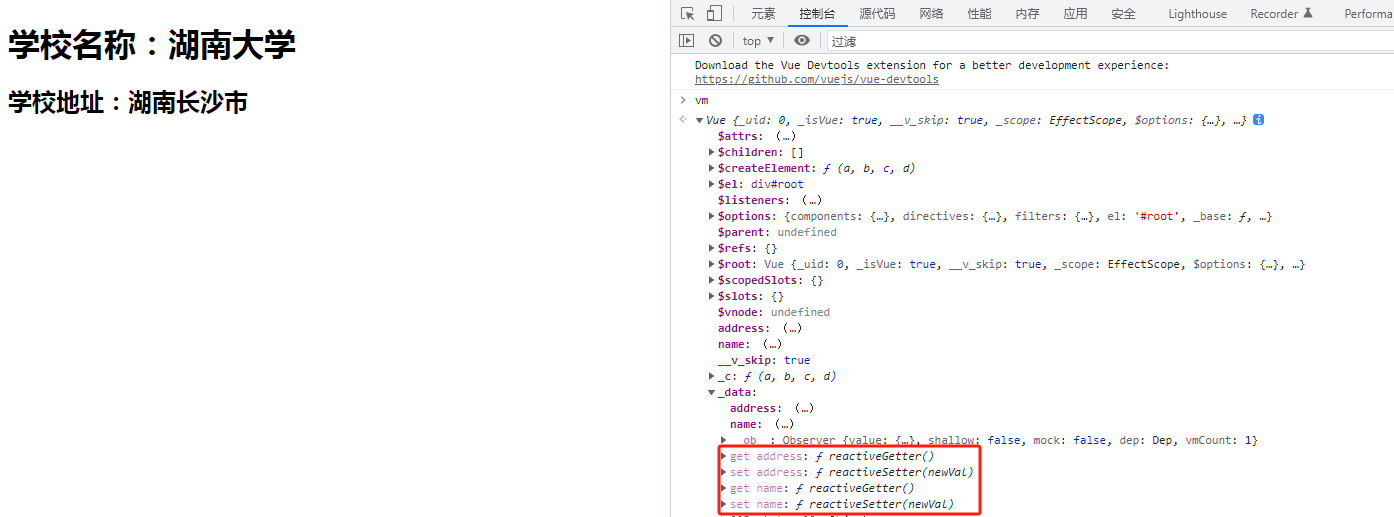 学校名称：湖南大学
学校地址：湖南长沙市
元素 控制台 源代码 网络 性能 内存 应用 安全 Lighthouse Recorder Performa
top 过滤
Download the Vue Devtools extension for a better development experience:
https://github.com/vuejs/vue-devtools
vm
Vue {_uid: 0, _isVue: true, __v_skip: true, _scope: EffectScope, $options: {…}, …}
$attrs: (…)
$children: []
$createElement: ƒ (a, b, c, d)
$el: div#root
$listeners: (…)
$options: {components: {…}, directives: {…}, filters: {…}, el: '#root', _base: ƒ, …}
$parent: undefined
$refs: {}
$root: Vue {_uid: 0, _isVue: true, __v_skip: true, _scope: EffectScope, $options: {…}, …}
$scopedSlots: {}
$slots: {}
$vnode: undefined
address: (…)
name: (…)
__v_skip: true
_c: ƒ (a, b, c, d)
_data:
address: (…)
name: (…)
__ob__: Observer {value: {…}, shallow: false, mock: false, dep: Dep, vmCount: 1}
get address: ƒ reactiveGetter()
set address: ƒ reactiveSetter(newVal)
get name: ƒ reactiveGetter()
set name: ƒ reactiveSetter(newVal)